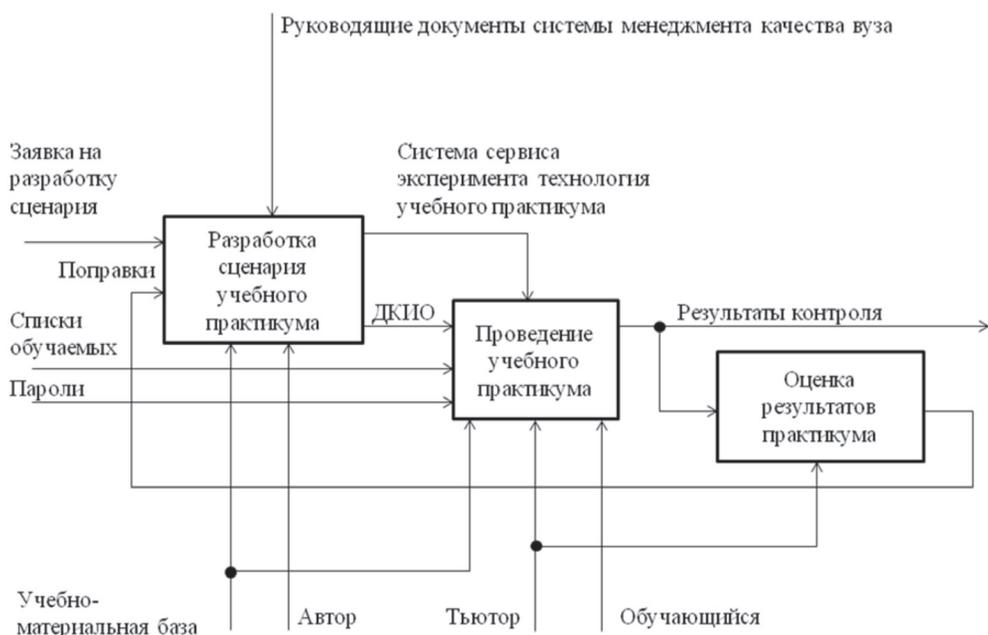 Руководящие документы системы менеджмента качества вуза
Заявка на
разработку
сценария
Система сервиса
эксперимента технология
учебного практикума
Разработка
сценария
учебного
практикума
Поправки
ДКИО
Списки
обучаемых
Пароли
Проведение
учебного
практикума
Результаты контроля
Оценка
результатов
практикума
Учебно-
материальная база
Автор
Тьютор
Обучающийся